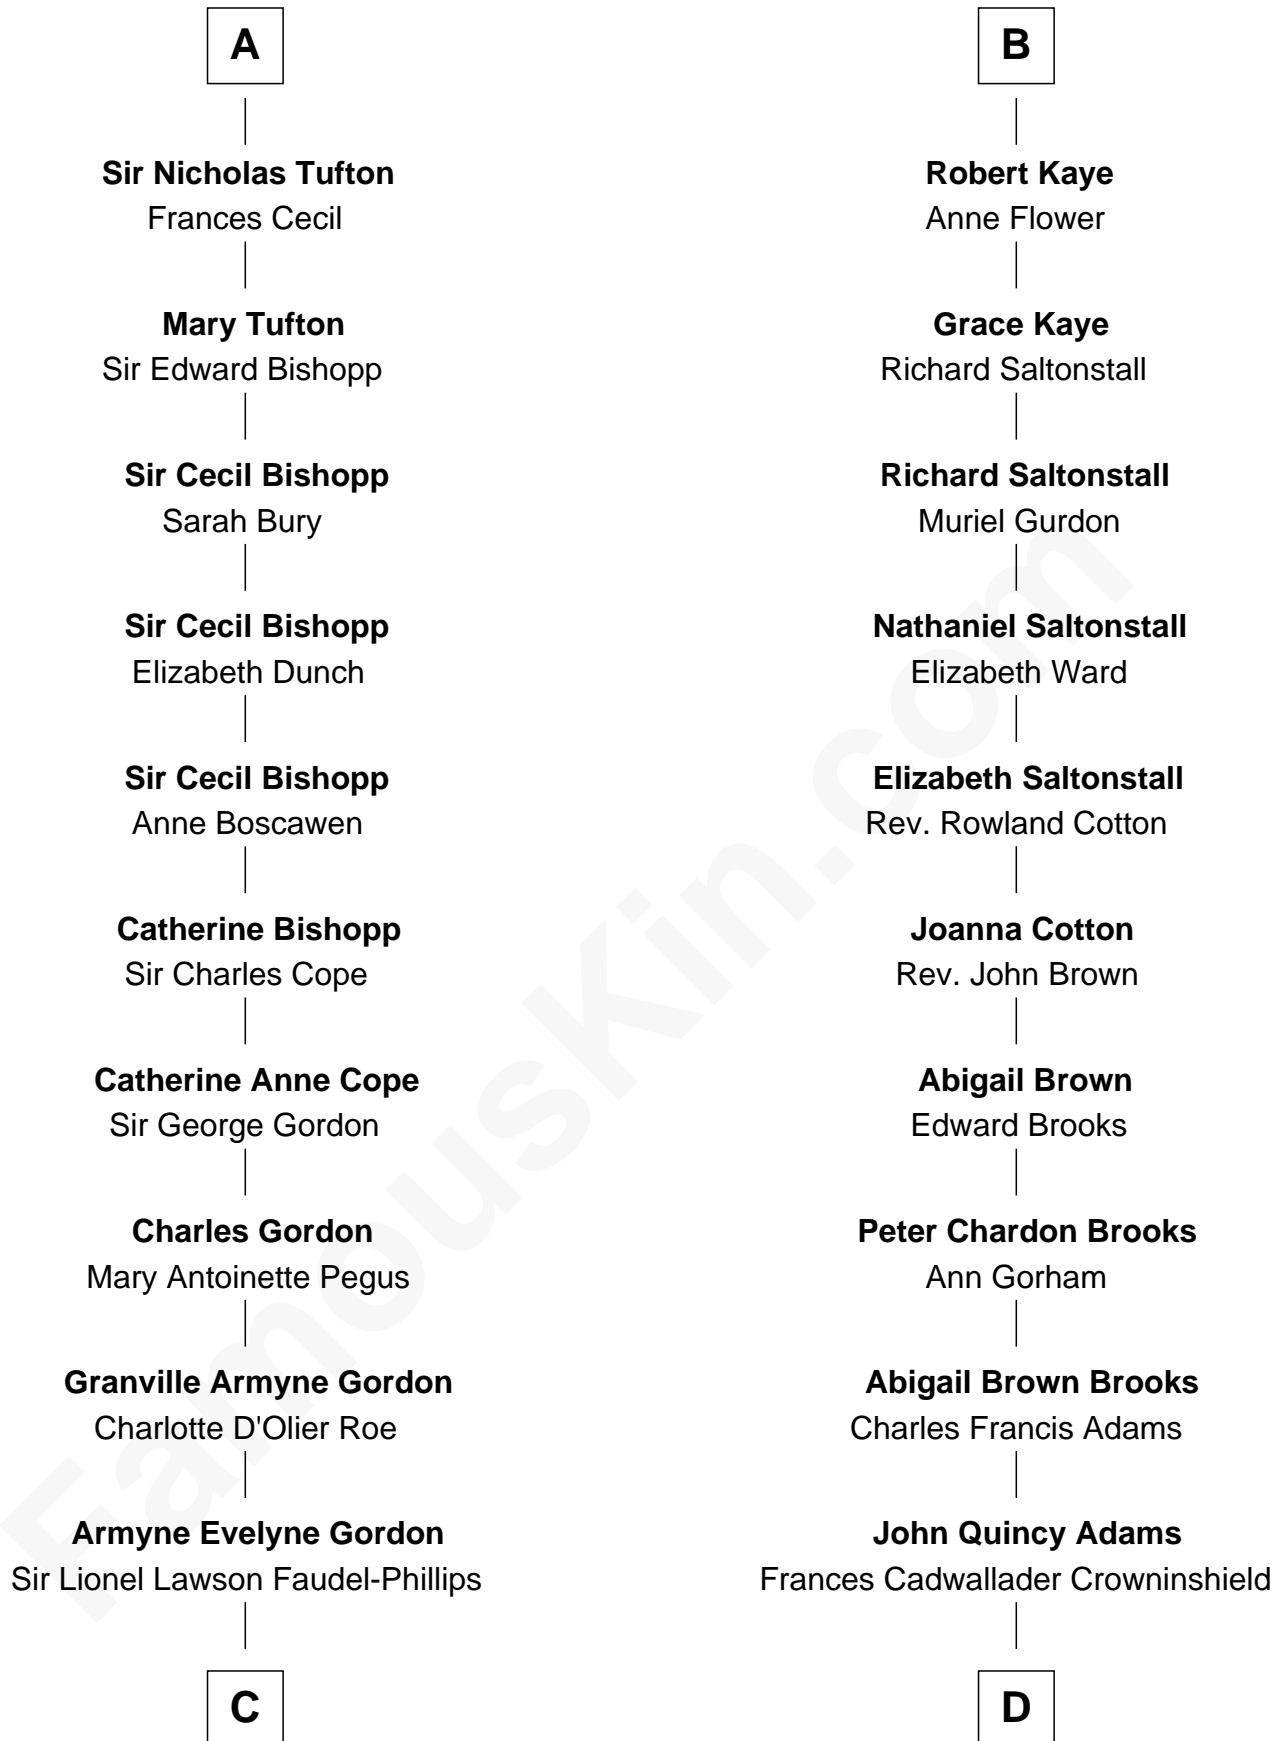 A
Sir Nicholas Tufton
Frances Cecil
Mary Tufton
Sir Edward Bishopp
Sir Cecil Bishopp
Sarah Bury
Sir Cecil Bishopp
Elizabeth Dunch
Sir Cecil Bishopp
Anne Boscawen
Catherine Bishopp
Sir Charles Cope
Catherine Anne Cope
Sir George Gordon
Charles Gordon
Mary Antoinette Pegus
Granville Armyne Gordon
Charlotte D'Olier Roe
Armyne Evelyne Gordon
Sir Lionel Lawson Faudel-Phillips
C
B
Robert Kaye
Anne Flower
Grace Kaye
Richard Saltonstall
Richard Saltonstall
Muriel Gurdon
Nathaniel Saltonstall
Elizabeth Ward
Elizabeth Saltonstall
Rev. Rowland Cotton
Joanna Cotton
Rev. John Brown
Abigail Brown
Edward Brooks
Peter Chardon Brooks
Ann Gorham
Abigail Brown Brooks
Charles Francis Adams
John Quincy Adams
Frances Cadwallader Crowninshield
D
FamousKin.com